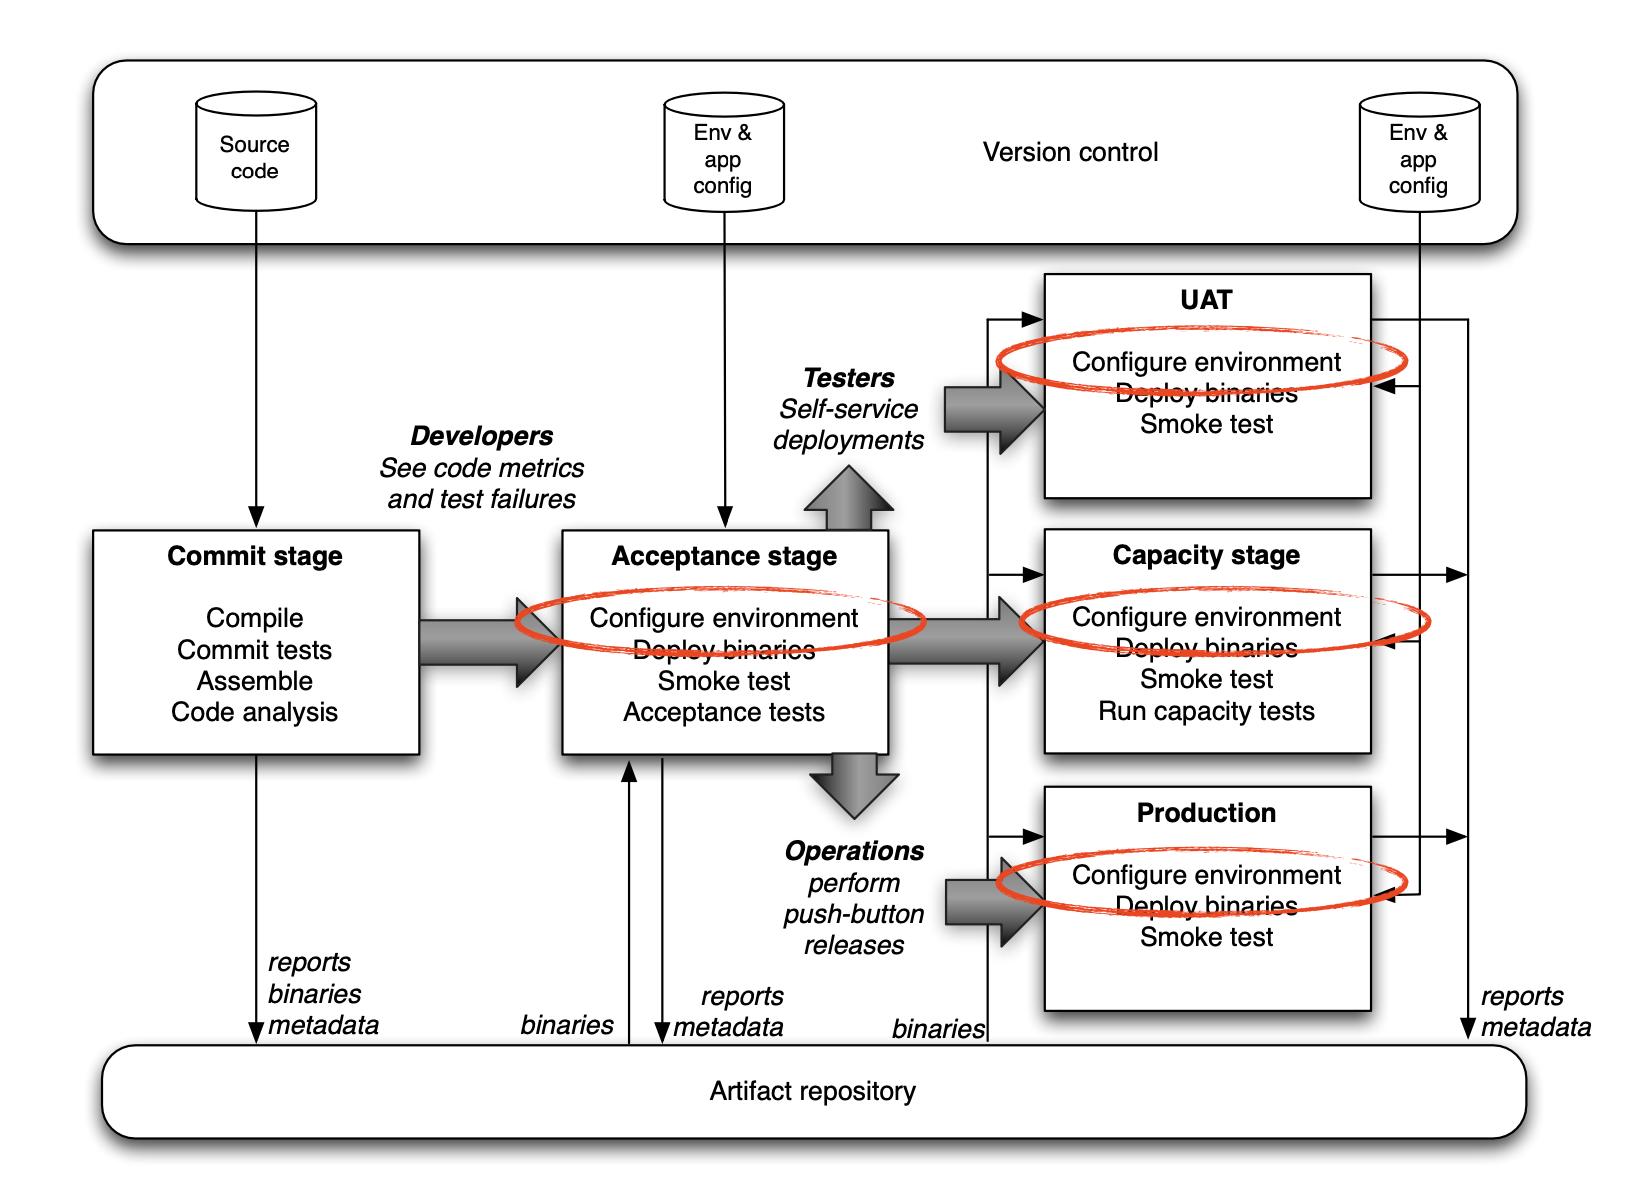 Source
code
Env &
app
config
Version control
Env &
app
config
UAT
Configure environment
Deploy binaries
Smoke test
Testers
Self-service
deployments
Developers
See code metrics
and test failures
Commit stage
Compile
Commit tests
Assemble
Code analysis
Acceptance stage
Configure environment
Deploy binaries
Smoke test
Acceptance tests
Capacity stage
Configure environment
Deploy binaries
Smoke test
Run capacity tests
Operations
perform
push-button
releases
Production
Configure environment
Deploy binaries
Smoke test
reports
binaries
metadata
binaries
reports
metadata
binaries
reports
metadata
Artifact repository